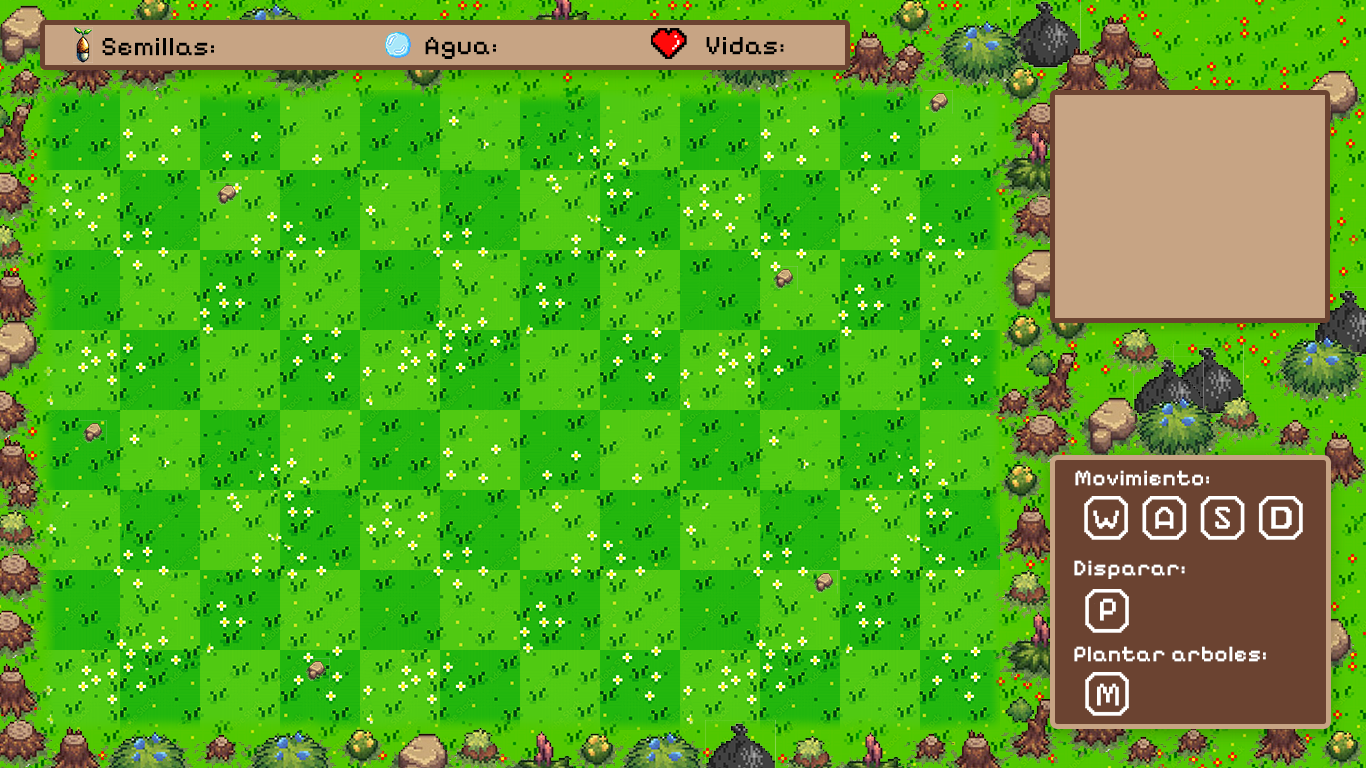 Semillas: Agua: Vidas:
Movimiento:
W A S D
Disparar:
P
Plantar arboles:
M